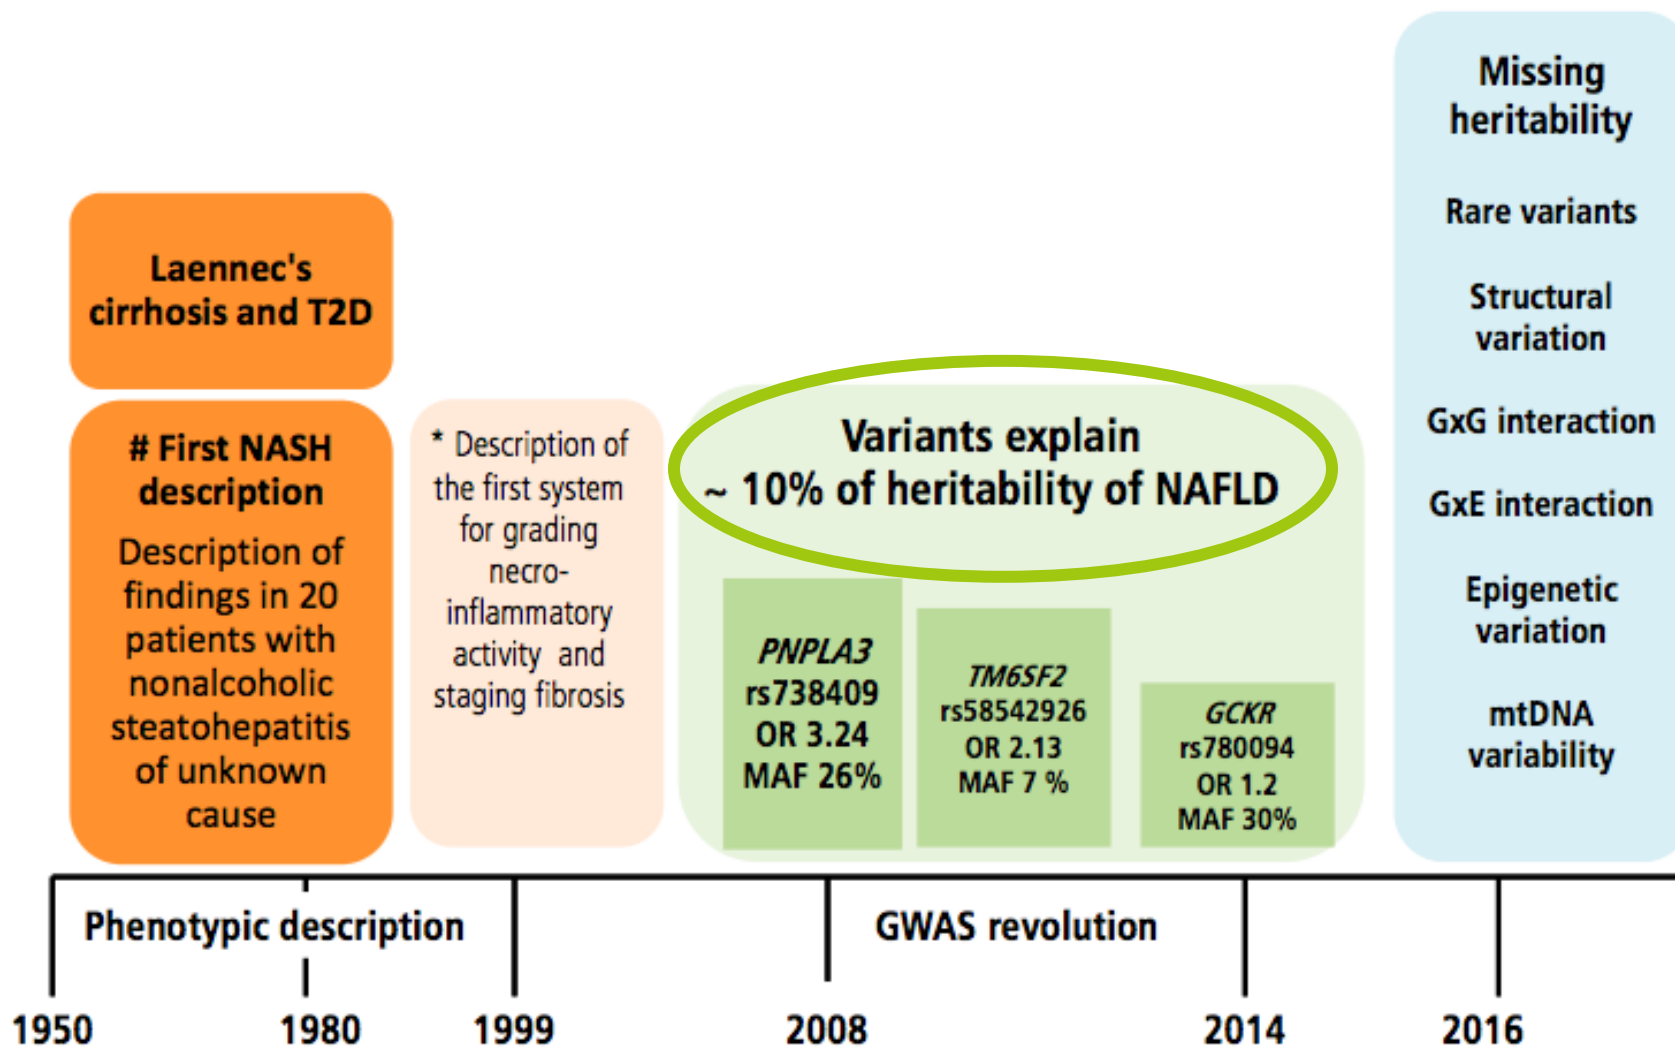 Laennec's
cirrhosis and T2D
# First NASH
description
Description of
findings in 20
patients with
nonalcoholic
steatohepatitis
of unknown
cause
* Description of
the first system
for grading
necro-
inflammatory
activity and
staging fibrosis
Variants explain
~ 10% of heritability of NAFLD
PNPLA3
rs738409
OR 3.24
MAF 26%
TM6SF2
rs58542926
OR 2.13
MAF 7 %
GCKR
rs780094
OR 1.2
MAF 30%
Missing
heritability
Rare variants
Structural
variation
GxG interaction
GxE interaction
Epigenetic
variation
mtDNA
variability
Phenotypic description
GWAS revolution
1950
1980
1999
2008
2014
2016